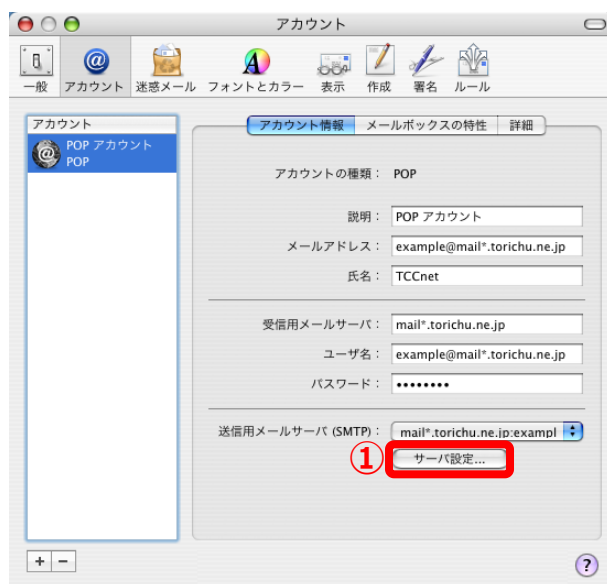 アカウント
一般 アカウント 迷惑メール フォントとカラー 表示 作成 署名 ルール
アカウント
POP アカウント
POP
アカウント情報 メールボックスの特性 詳細
アカウントの種類： POP
説明： POP アカウント
メールアドレス： example@mail*.torichu.ne.jp
氏名： TCCnet
受信用メールサーバ： mail*.torichu.ne.jp
ユーザ名： example@mail*.torichu.ne.jp
パスワード： ••••••••
送信用メールサーバ (SMTP)： mail*.torichu.ne.jp:exampl
① サーバ設定...
+ − ?